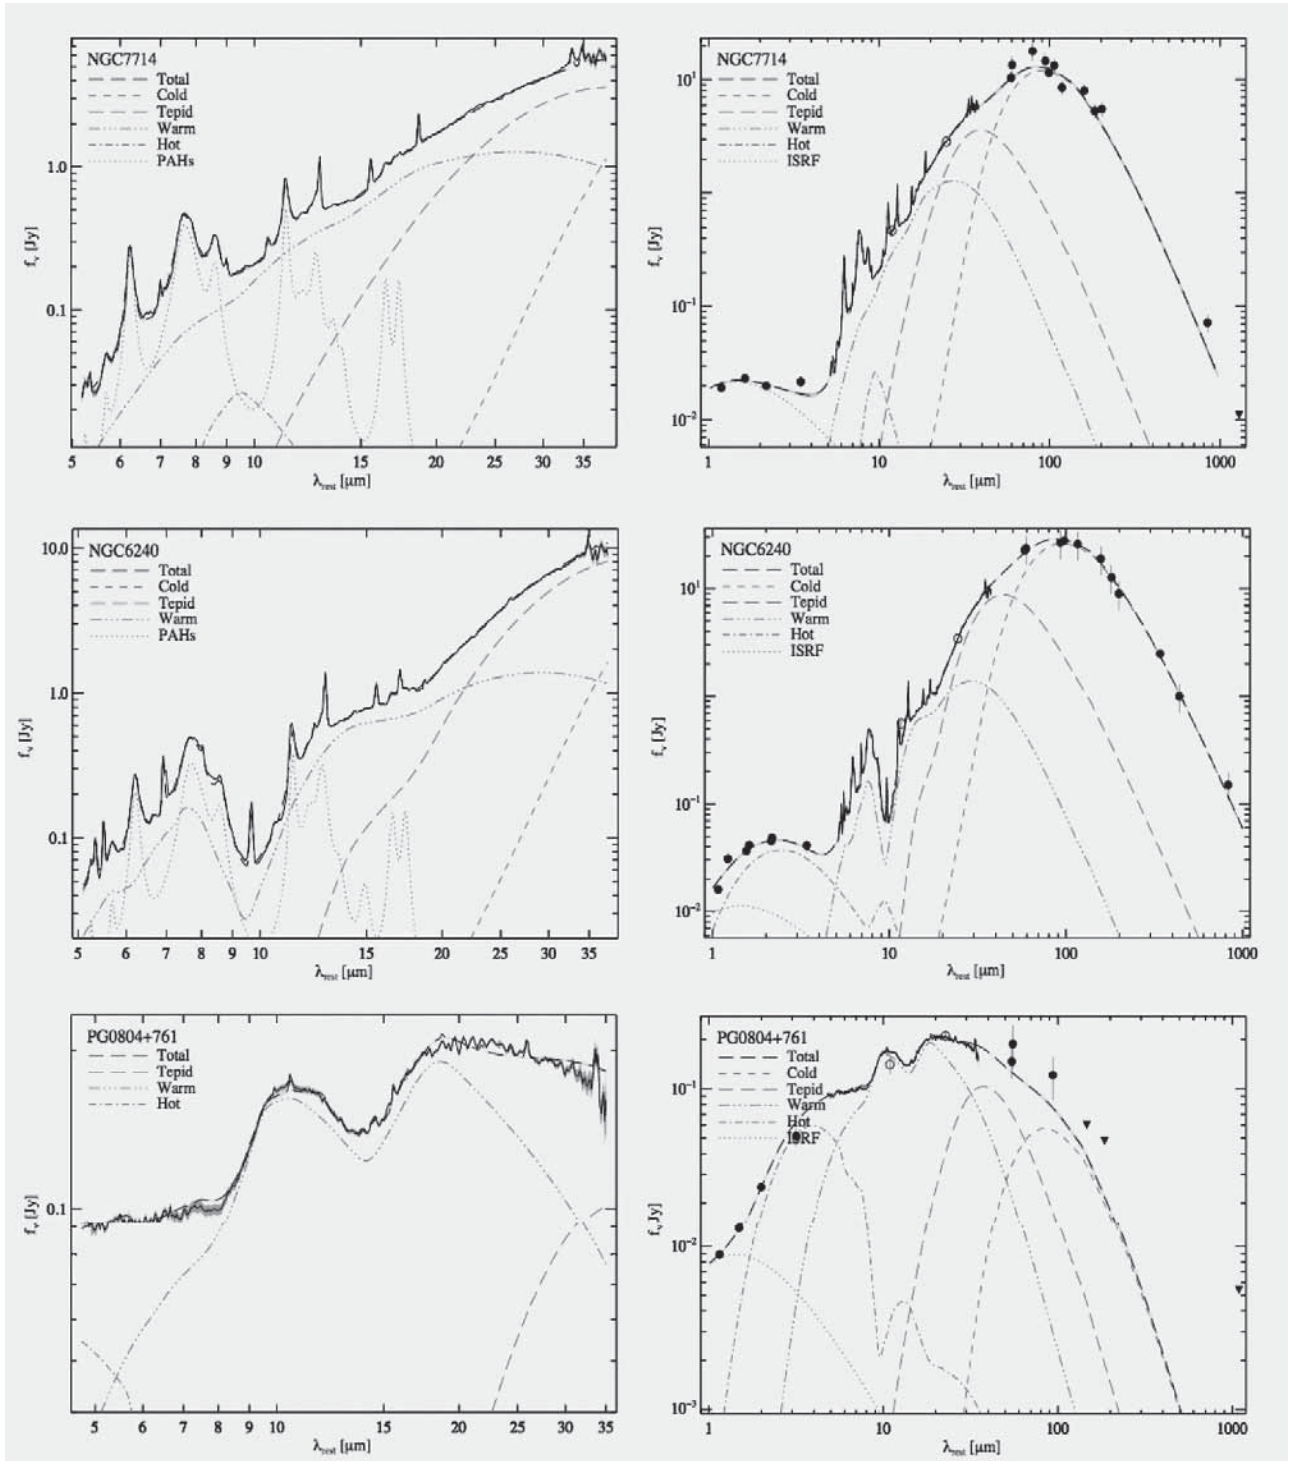 NGC7714
Total
Cold
Tepid
Warm
Hot
PAHs
1.0
0.1
f_ν [Jy]
5 6 7 8 9 10 15 20 25 30 35
λ_rest [μm]
NGC7714
Total
Cold
Tepid
Warm
Hot
ISRF
10^1
10^-1
10^-2
f_ν [Jy]
1 10 100 1000
λ_rest [μm]
NGC6240
Total
Cold
Tepid
Warm
PAHs
10.0
1.0
0.1
f_ν [Jy]
5 6 7 8 9 10 15 20 25 30 35
λ_rest [μm]
NGC6240
Total
Cold
Tepid
Warm
Hot
ISRF
10^1
10^-1
10^-2
f_ν [Jy]
1 10 100 1000
λ_rest [μm]
PG0804+761
Total
Tepid
Warm
Hot
0.1
f_ν [Jy]
5 6 7 8 9 10 15 20 25 30 35
λ_rest [μm]
PG0804+761
Total
Cold
Tepid
Warm
Hot
ISRF
10^-1
10^-2
10^-3
f_ν Jy]
1 10 100 1000
λ_rest [μm]